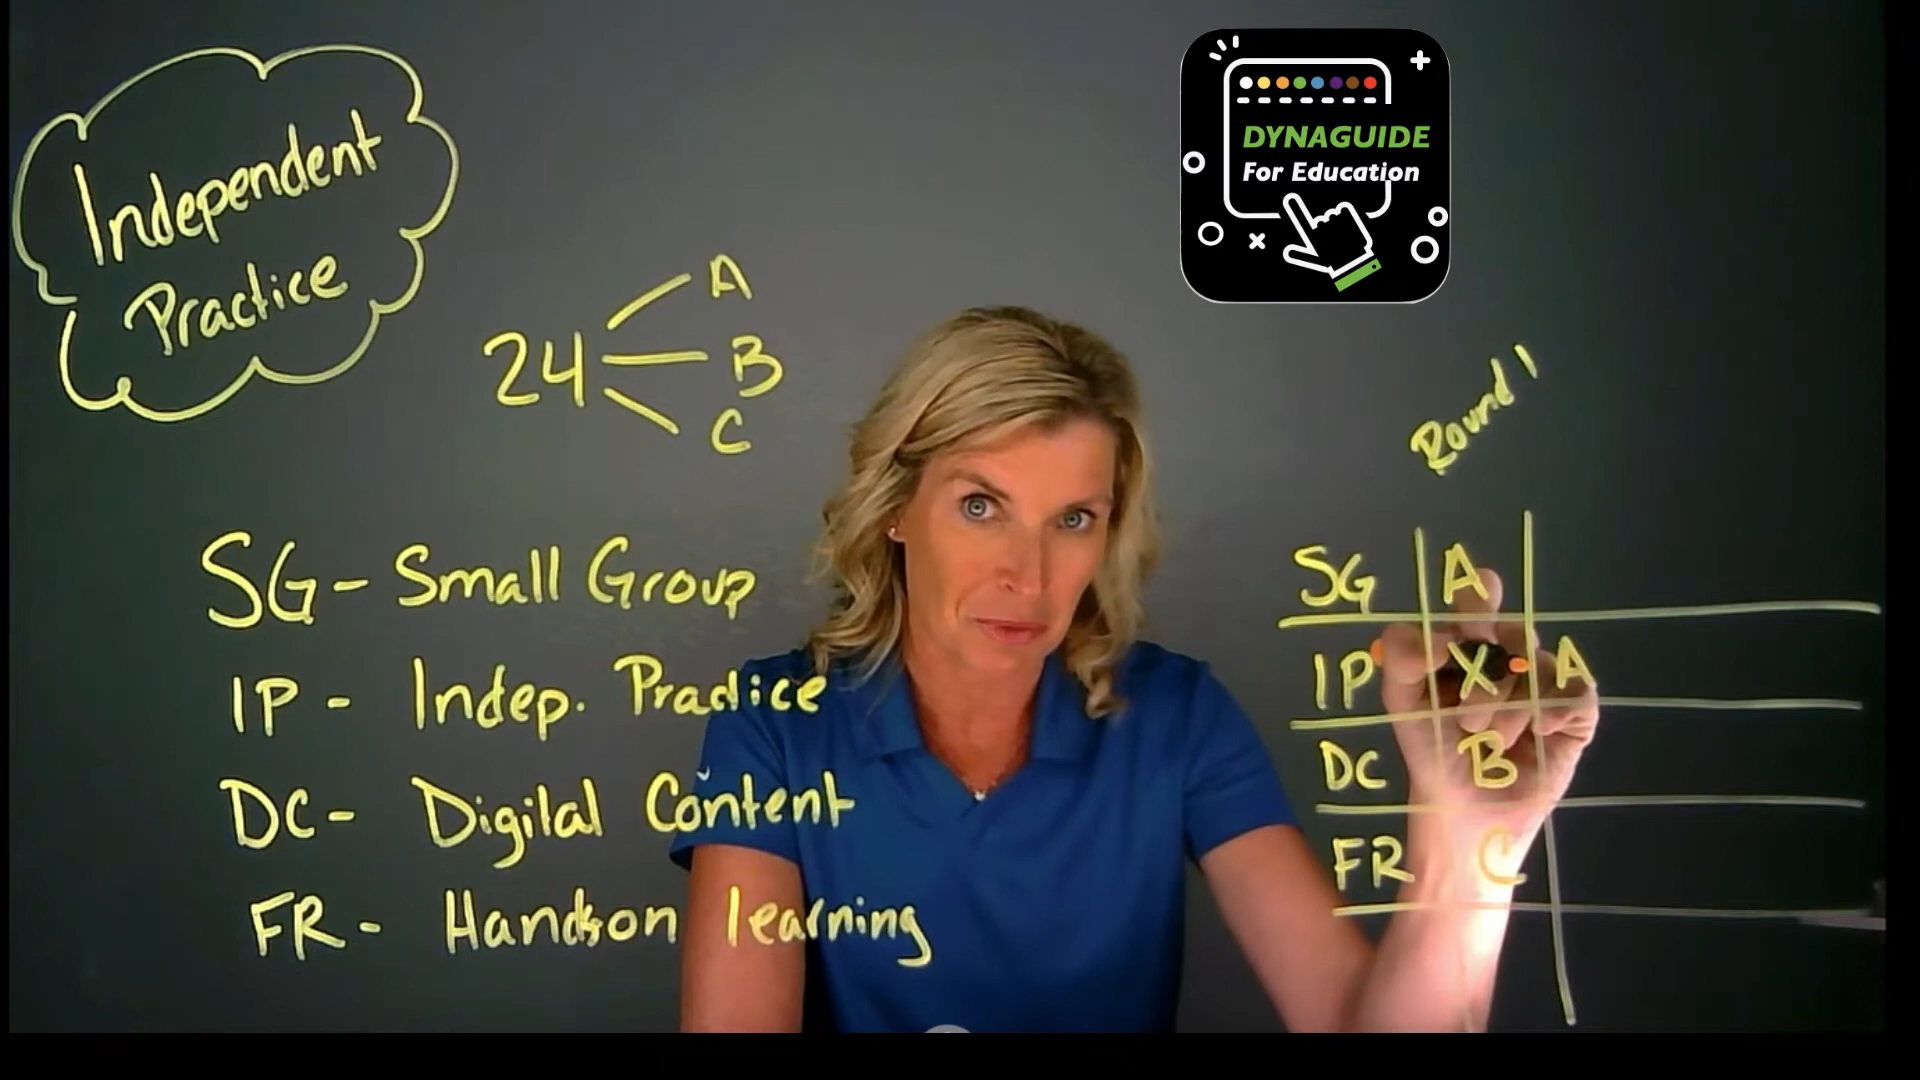 Independent
Practice
24
A
B
C
SG - Small Group
IP - Indep. Practice
DC - Digital Content
FR - Handson learning
DYNAGUIDE
For Education
Round 1
SG A
IP X A
DC B
FR C